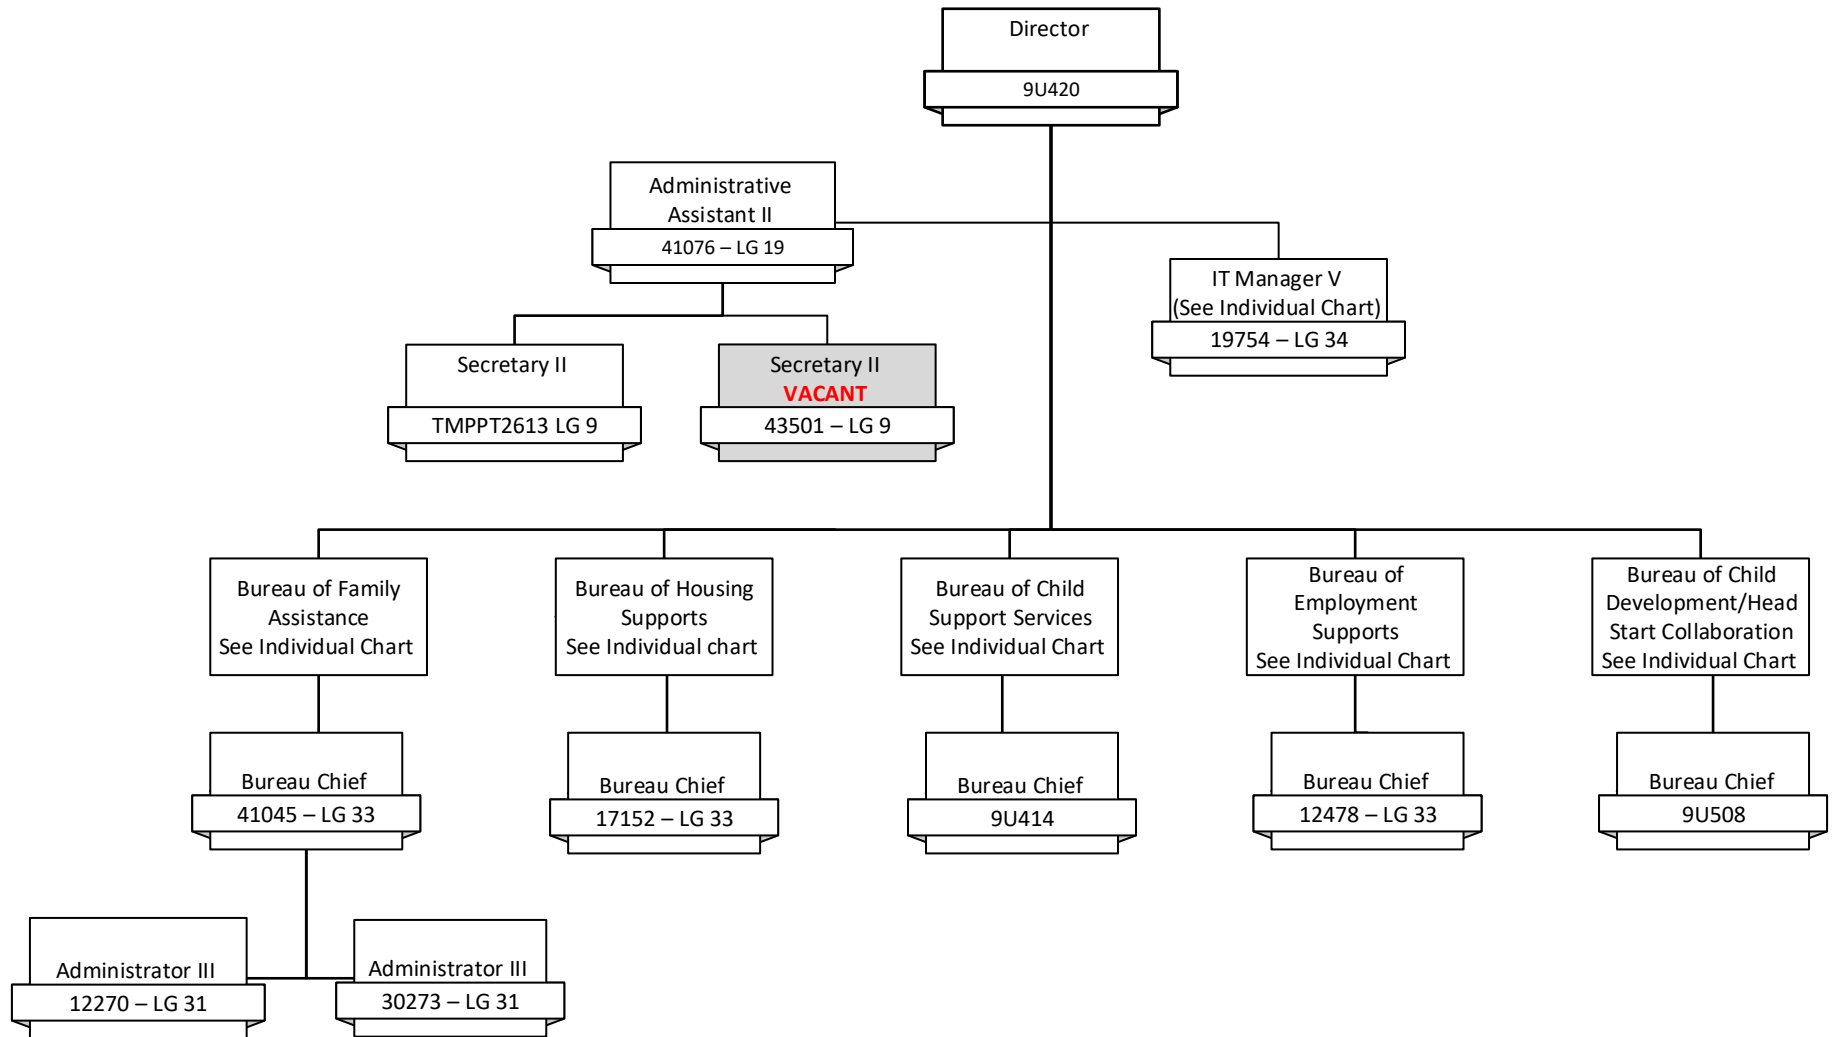 Director
9U420
Administrative
Assistant II
41076 – LG 19
IT Manager V
(See Individual Chart)
19754 – LG 34
Secretary II
TMPPT2613 LG 9
Secretary II
VACANT
43501 – LG 9
Bureau of Family
Assistance
See Individual Chart
Bureau of Housing
Supports
See Individual chart
Bureau of Child
Support Services
See Individual Chart
Bureau of
Employment
Supports
See Individual Chart
Bureau of Child
Development/Head
Start Collaboration
See Individual Chart
Bureau Chief
41045 – LG 33
Bureau Chief
17152 – LG 33
Bureau Chief
9U414
Bureau Chief
12478 – LG 33
Bureau Chief
9U508
Administrator III
12270 – LG 31
Administrator III
30273 – LG 31